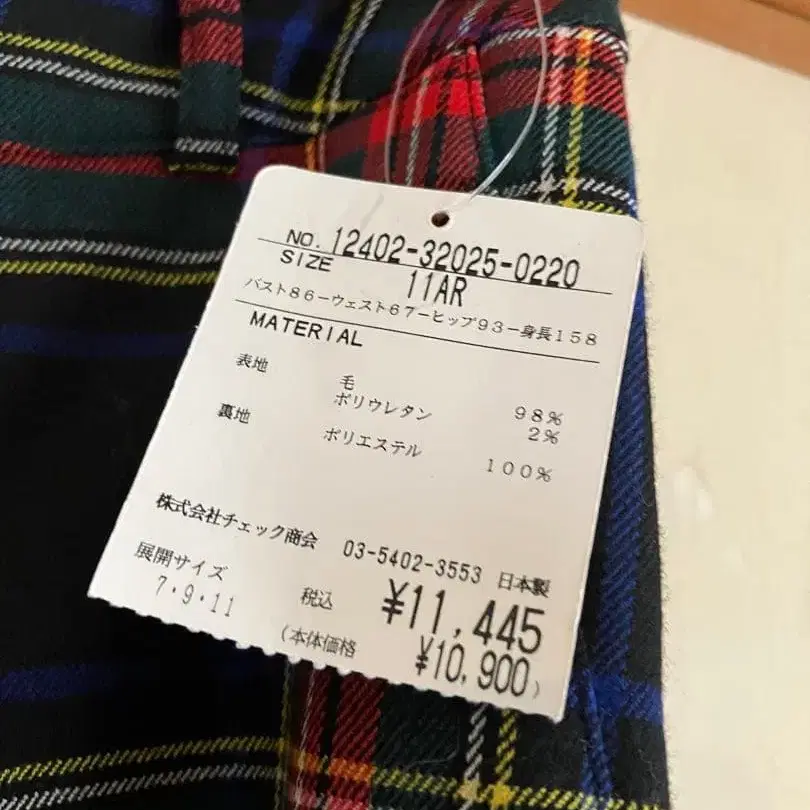 NO. 12402-32025-0220
SIZE 11AR
バスト86-ウェスト67-ヒップ93-身長158
MATERIAL
表地 毛 98%
ポリウレタン 2%
裏地 ポリエステル 100%
株式会社チェック商会 03-5402-3553 日本製
展開サイズ
7・9・11
税込 ¥11,445
(本体価格 ¥10,900)